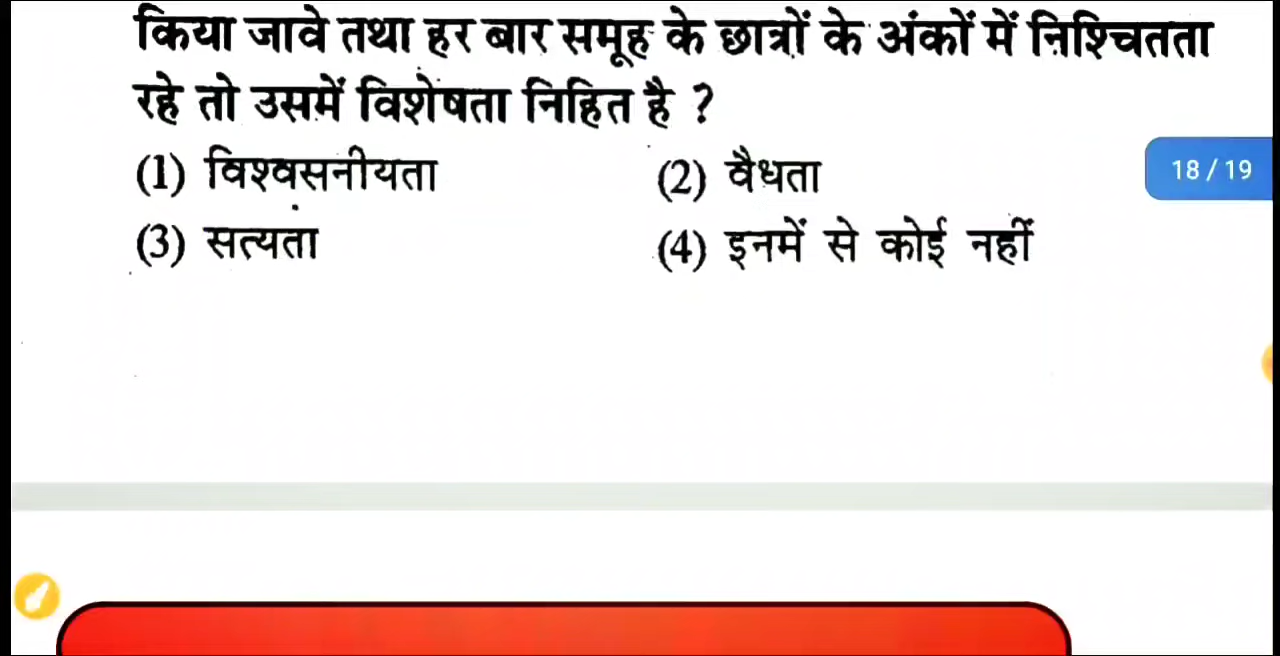 किया जावे तथा हर बार समूह के छात्रों के अंकों में निश्चितता
रहे तो उसमें विशेषता निहित है ?
(1) विश्वसनीयता (2) वैधता
18 / 19
(3) सत्यता (4) इनमें से कोई नहीं